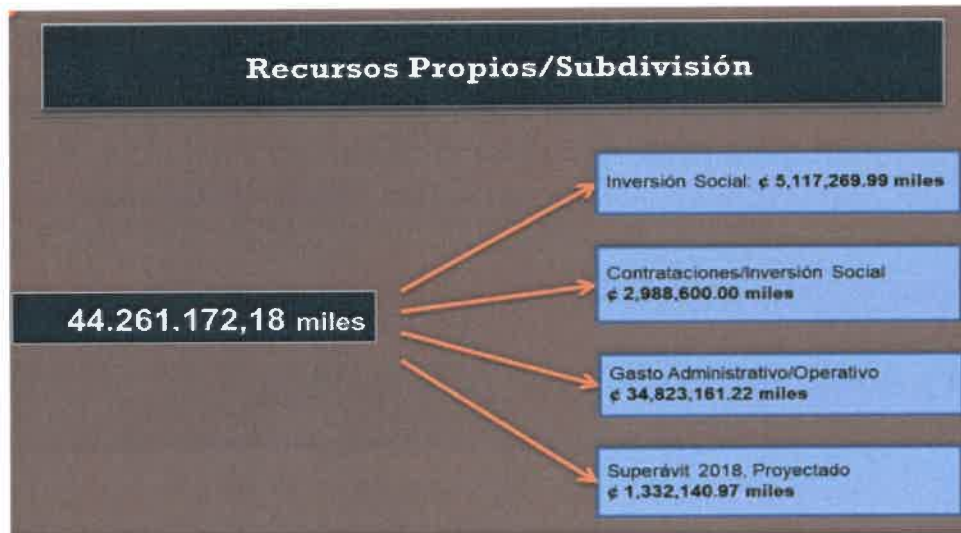 Recursos Propios/Subdivisión
Inversión Social: ¢ 5,117,269.99 miles
Contrataciones/Inversión Social
¢ 2,988,600.00 miles
44.261.172,18 miles
Gasto Administrativo/Operativo
¢ 34,823,161.22 miles
Superávit 2018. Proyectado
¢ 1,332,140.97 miles